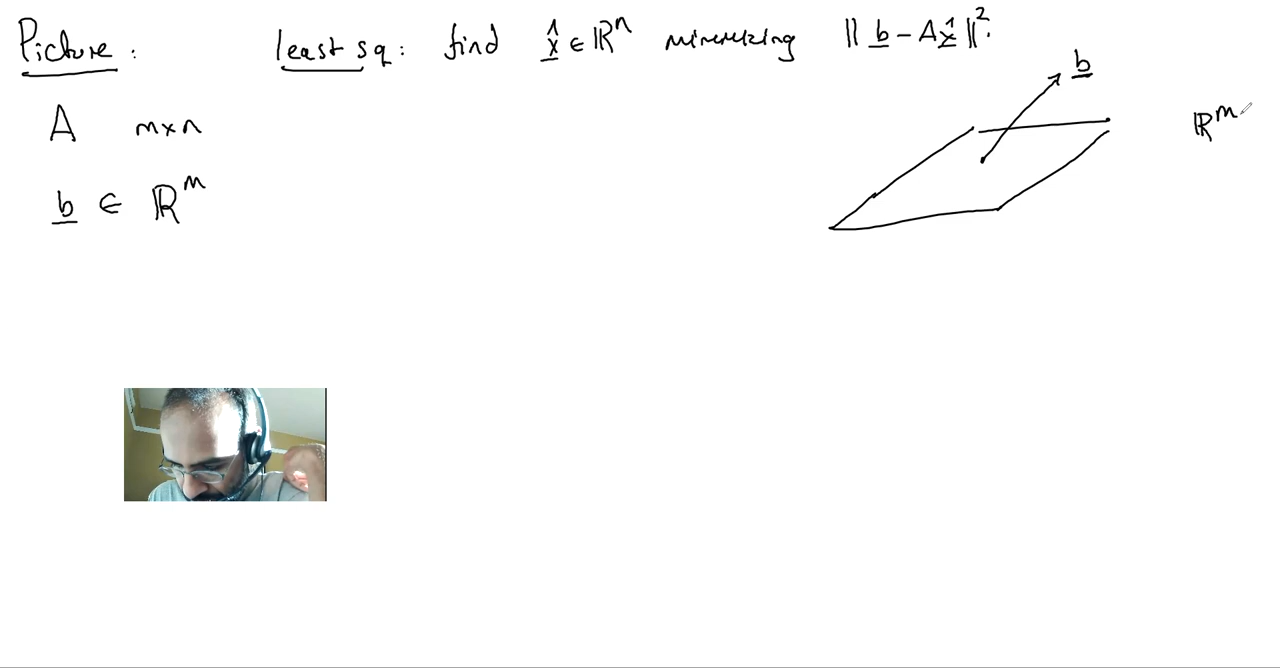 Picture: least sq: find x̂ ∈ ℝⁿ minimizing ‖b - Ax̂‖².
b
A m×n
ℝᵐ
b ∈ ℝᵐ